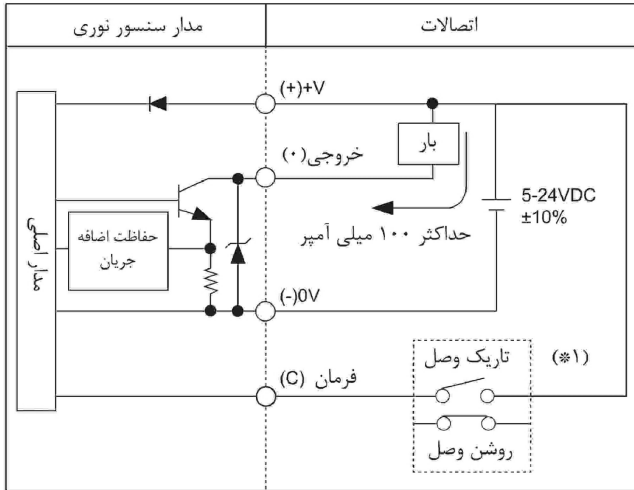 مدار سنسور نوری
اتصالات
(+)+V
بار
خروجی(۰)
5-24VDC
±10%
حداکثر ۱۰۰ میلی آمپر
حفاظت اضافه
جریان
مدار اصلی
(-)0V
(*۱)
تاریک وصل
فرمان (C)
روشن وصل